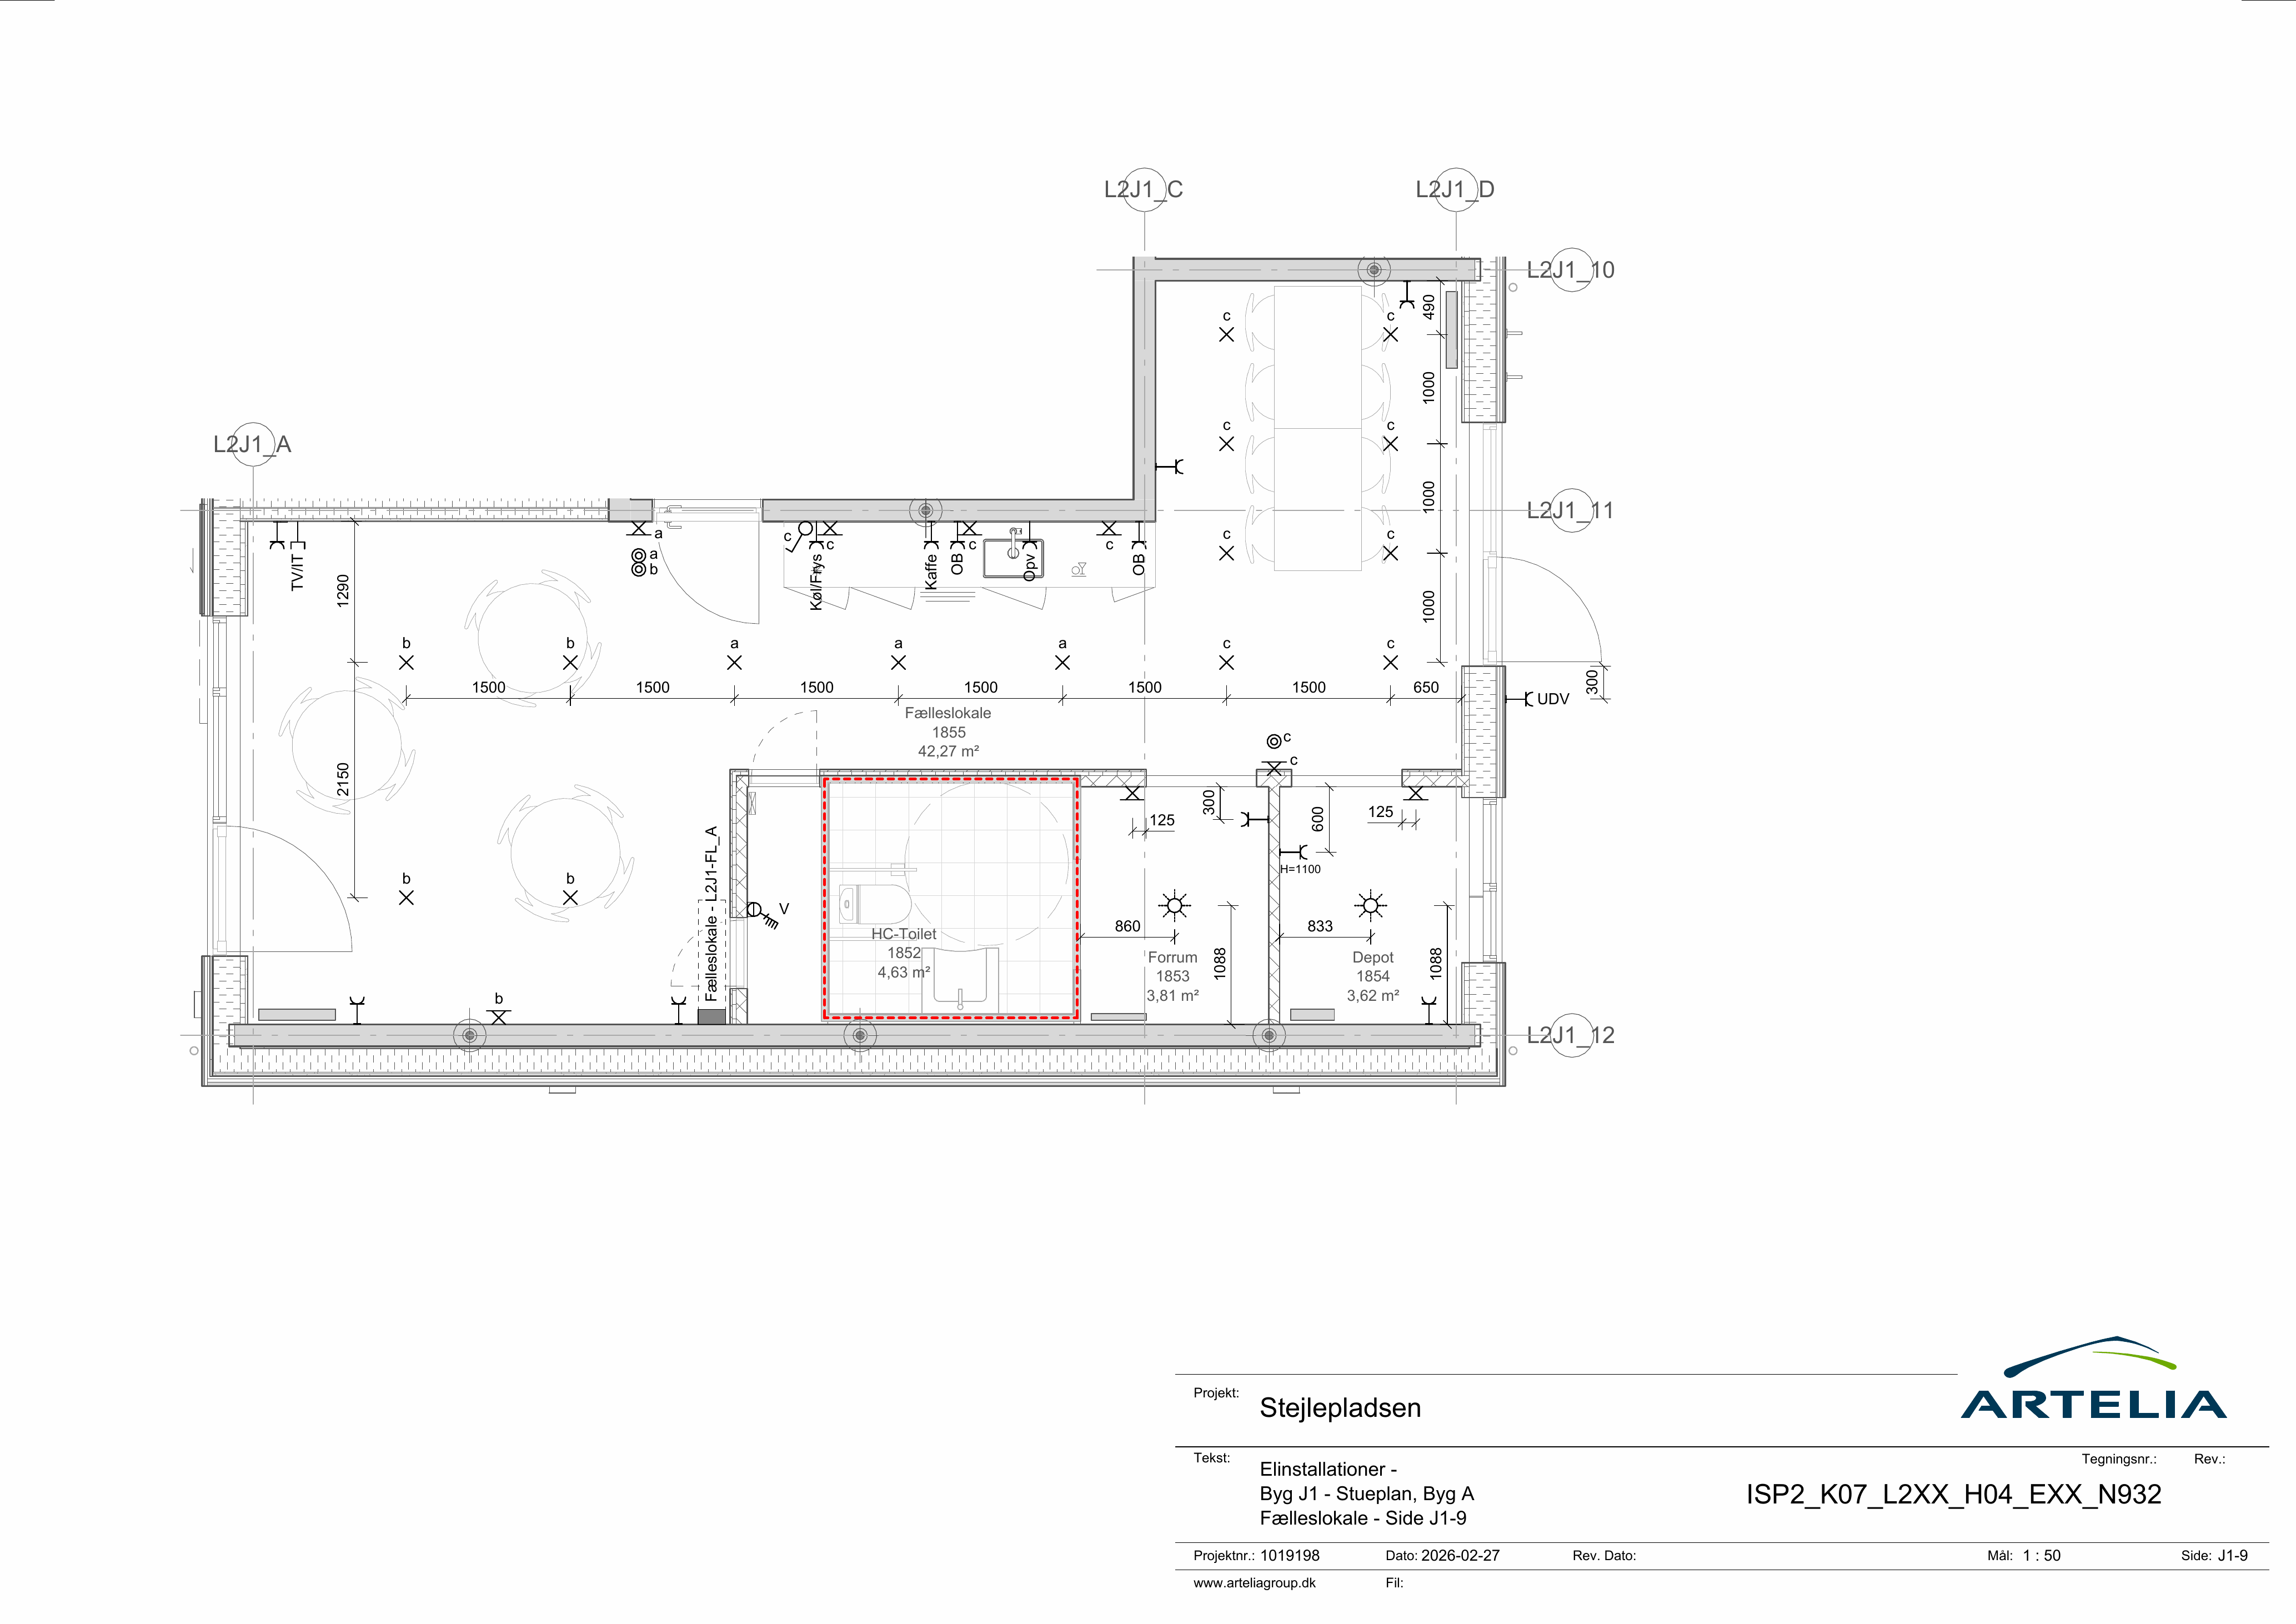 L2J1_C
L2J1_D
L2J1_10
490
c
c
1000
L2J1_A
c
c
1000
L2J1_11
c
c
1000
TV/IT
1290
a
a
b
c
c
Køl/Frys
Kaffe
OB
c
Opv
c
OB
b
b
a
a
a
c
c
1500
1500
1500
1500
1500
1500
650
300
UDV
Fælleslokale
1855
42,27 m²
c
c
2150
125
300
600
125
H=1100
b
b
Fælleslokale - L2J1-FL_A
V
HC-Toilet
1852
4,63 m²
860
833
Forrum
1853
3,81 m²
1088
Depot
1854
3,62 m²
1088
b
L2J1_12
ARTELIA
Projekt:
Stejlepladsen
Tekst:
Elinstallationer -
Byg J1 - Stueplan, Byg A
Fælleslokale - Side J1-9
Tegningsnr.:
Rev.:
ISP2_K07_L2XX_H04_EXX_N932
Projektnr.: 1019198
Dato: 2026-02-27
Rev. Dato:
Mål: 1 : 50
Side: J1-9
www.arteliagroup.dk
Fil: